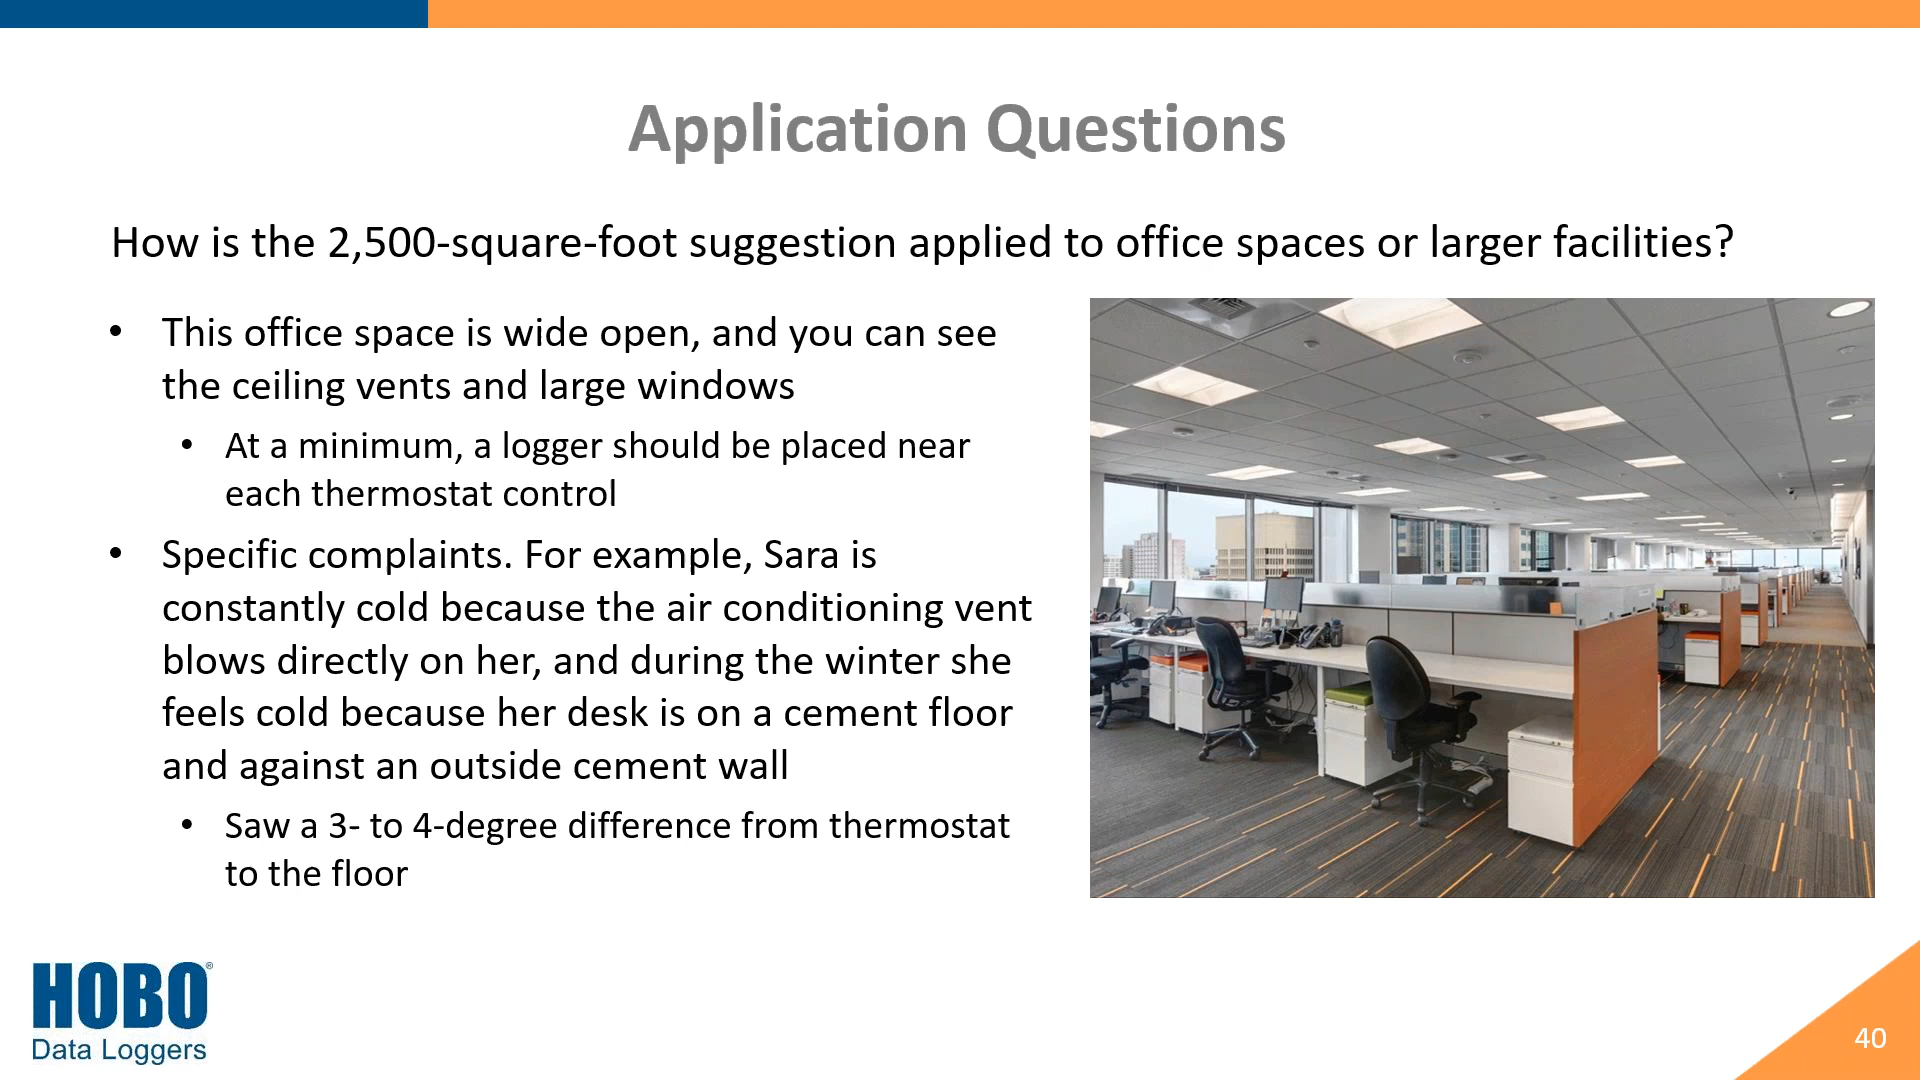 Application Questions
How is the 2,500-square-foot suggestion applied to office spaces or larger facilities?
• This office space is wide open, and you can see
the ceiling vents and large windows
• At a minimum, a logger should be placed near
each thermostat control
• Specific complaints. For example, Sara is
constantly cold because the air conditioning vent
blows directly on her, and during the winter she
feels cold because her desk is on a cement floor
and against an outside cement wall
• Saw a 3- to 4-degree difference from thermostat
to the floor
HOBO®
Data Loggers
40